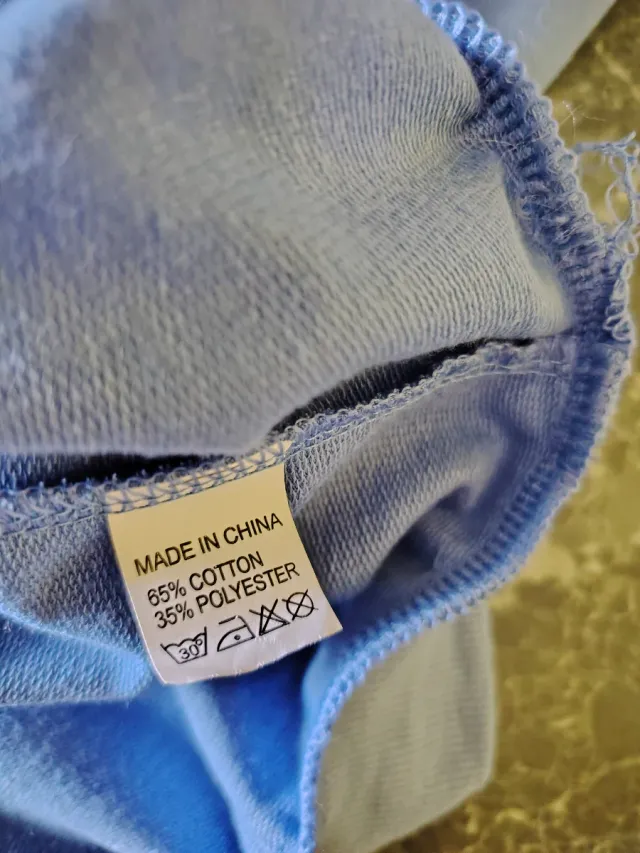 MADE IN CHINA
65% COTTON
35% POLYESTER
30°